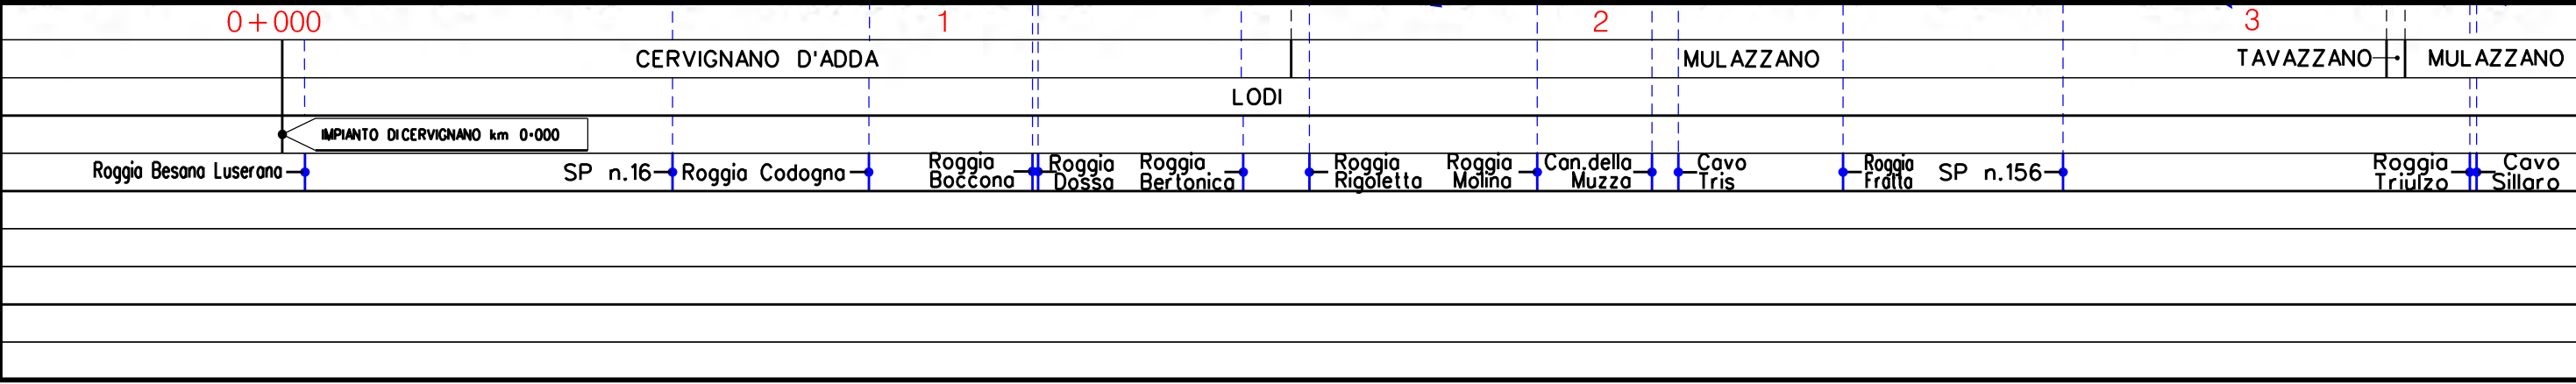 0+000 1 2 3
CERVIGNANO D'ADDA MULAZZANO TAVAZZANO MULAZZANO
LODI
IMPIANTO DI CERVIGNANO km 0+000
Roggia Besana Luserana
SP n.16
Roggia Codogna
Roggia
Boccona
Roggia
Dossa
Roggia
Bertonica
Roggia
Rigoletta
Roggia
Molina
Can.della
Muzza
Cavo
Tris
Roggia
Fratta
SP n.156
Roggia
Triulzo
Cavo
Sillaro